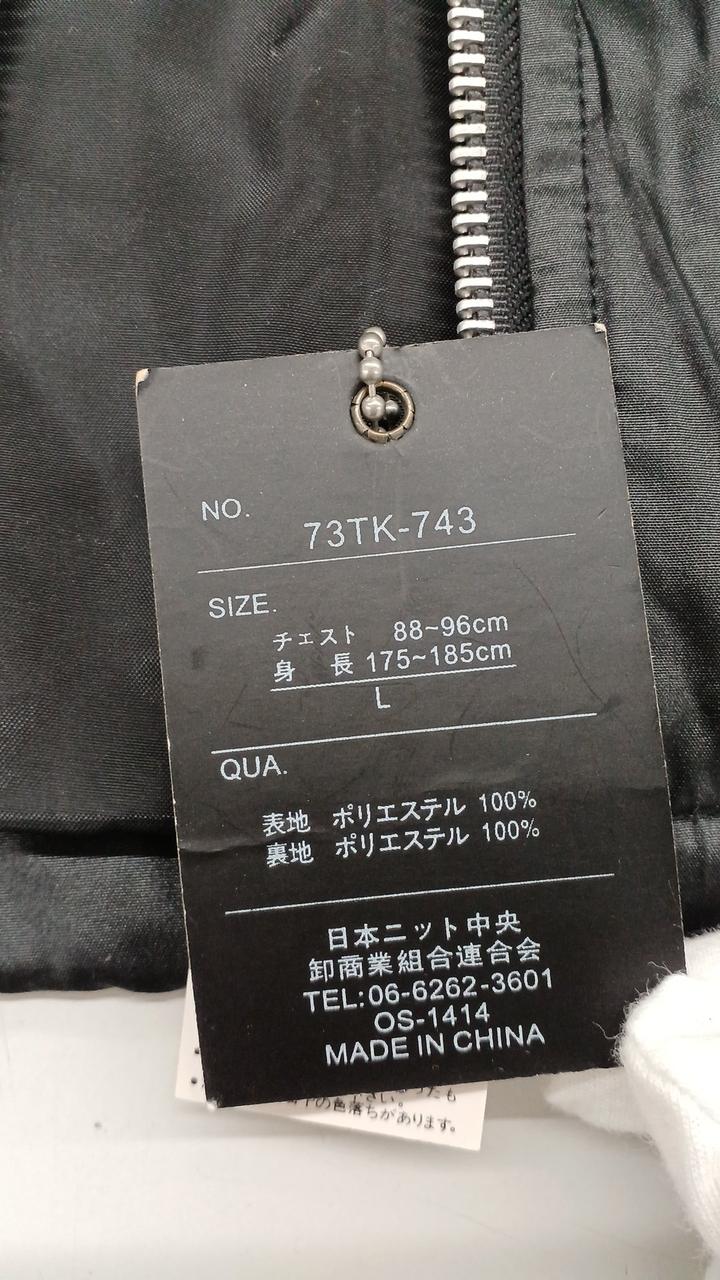 NO.
73TK-743
SIZE.
チェスト 88~96cm
身 長 175~185cm
L
QUA.
表地 ポリエステル 100%
裏地 ポリエステル 100%
日本ニット中央
卸商業組合連合会
TEL:06-6262-3601
OS-1414
MADE IN CHINA
下さい。
の色落ちがあります。